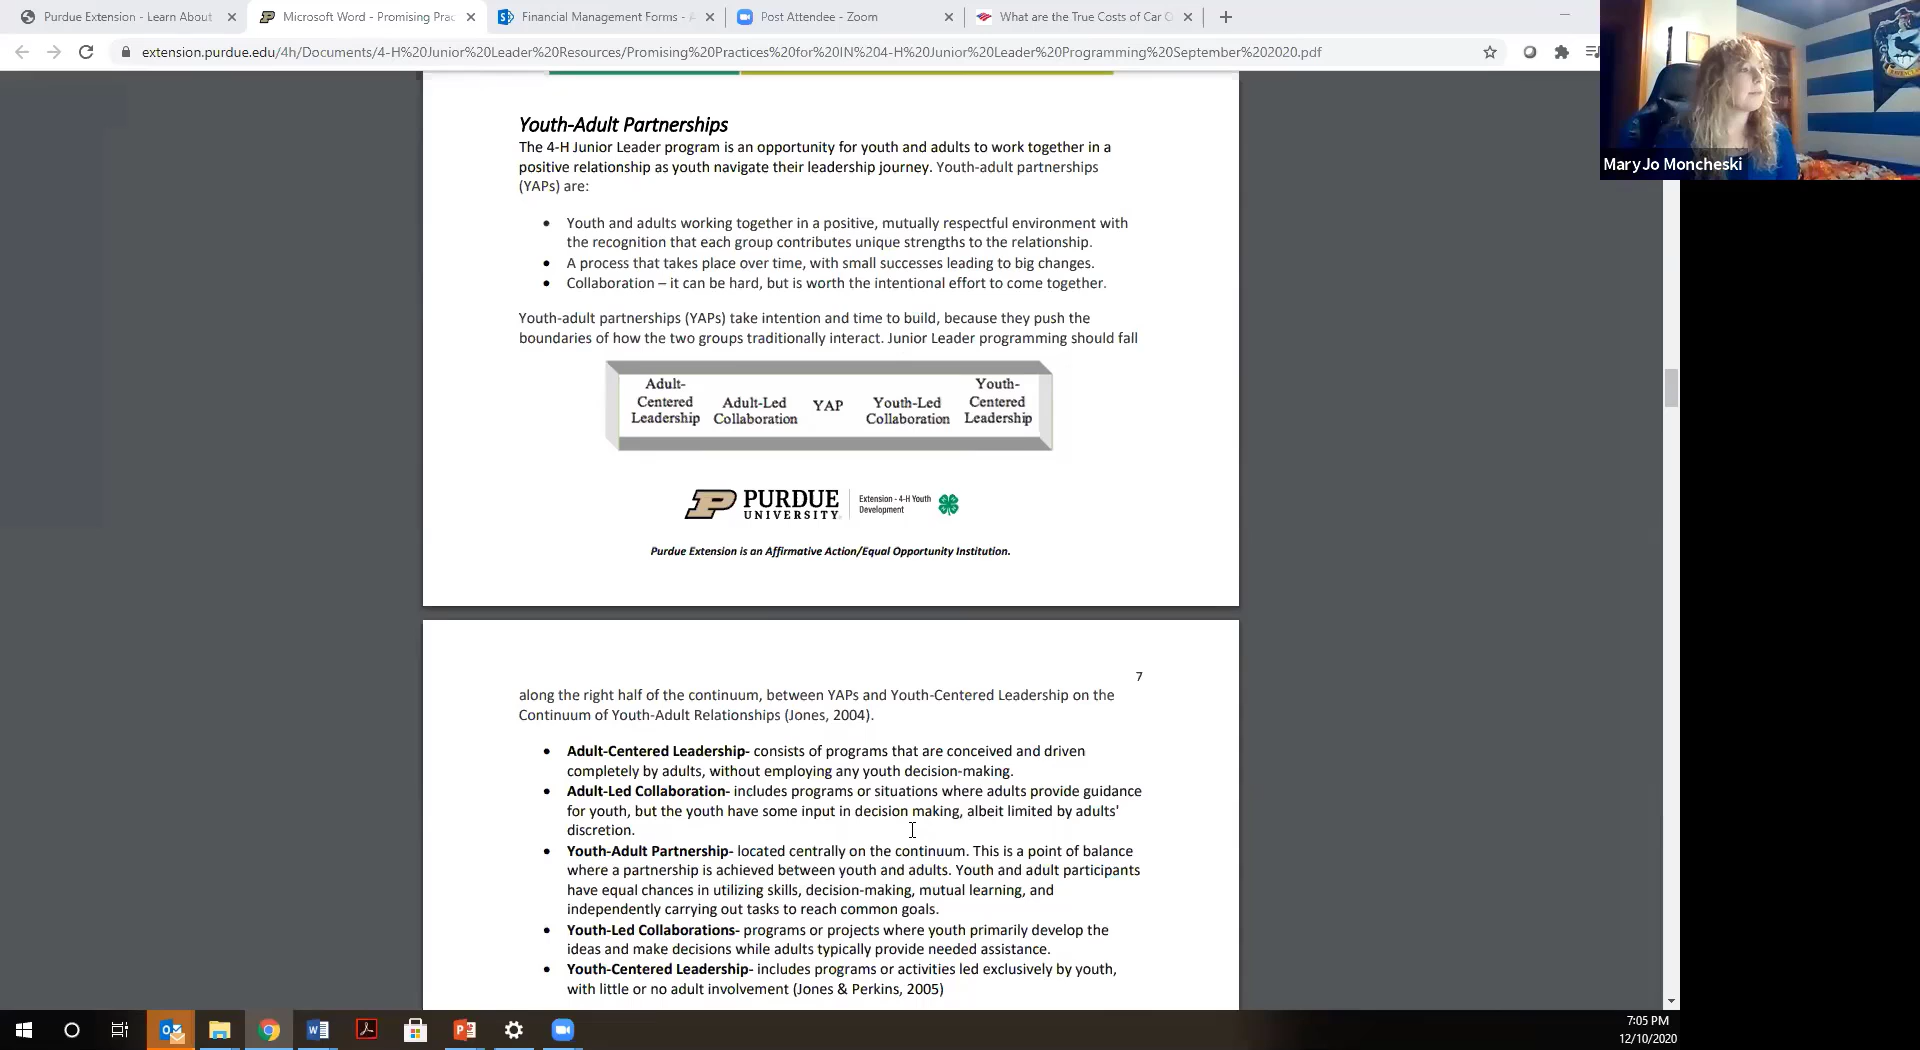 Purdue Extension - Learn About
Microsoft Word - Promising Prac
Financial Management Forms -
Post Attendee - Zoom
What are the True Costs of Car O
extension.purdue.edu/4h/Documents/4-H%20Junior%20Leader%20Resources/Promising%20Practices%20for%20IN%204-H%20Junior%20Leader%20Programming%20September%202020.pdf
MaryJo Moncheski
Youth-Adult Partnerships
The 4-H Junior Leader program is an opportunity for youth and adults to work together in a
positive relationship as youth navigate their leadership journey. Youth-adult partnerships
(YAPs) are:
• Youth and adults working together in a positive, mutually respectful environment with
the recognition that each group contributes unique strengths to the relationship.
• A process that takes place over time, with small successes leading to big changes.
• Collaboration – it can be hard, but is worth the intentional effort to come together.
Youth-adult partnerships (YAPs) take intention and time to build, because they push the
boundaries of how the two groups traditionally interact. Junior Leader programming should fall
Adult-
Centered
Leadership
Adult-Led
Collaboration
YAP
Youth-Led
Collaboration
Youth-
Centered
Leadership
PURDUE
UNIVERSITY
Extension - 4-H Youth
Development
Purdue Extension is an Affirmative Action/Equal Opportunity Institution.
7
along the right half of the continuum, between YAPs and Youth-Centered Leadership on the
Continuum of Youth-Adult Relationships (Jones, 2004).
• Adult-Centered Leadership- consists of programs that are conceived and driven
completely by adults, without employing any youth decision-making.
• Adult-Led Collaboration- includes programs or situations where adults provide guidance
for youth, but the youth have some input in decision making, albeit limited by adults'
discretion.
• Youth-Adult Partnership- located centrally on the continuum. This is a point of balance
where a partnership is achieved between youth and adults. Youth and adult participants
have equal chances in utilizing skills, decision-making, mutual learning, and
independently carrying out tasks to reach common goals.
• Youth-Led Collaborations- programs or projects where youth primarily develop the
ideas and make decisions while adults typically provide needed assistance.
• Youth-Centered Leadership- includes programs or activities led exclusively by youth,
with little or no adult involvement (Jones & Perkins, 2005)
7:05 PM
12/10/2020